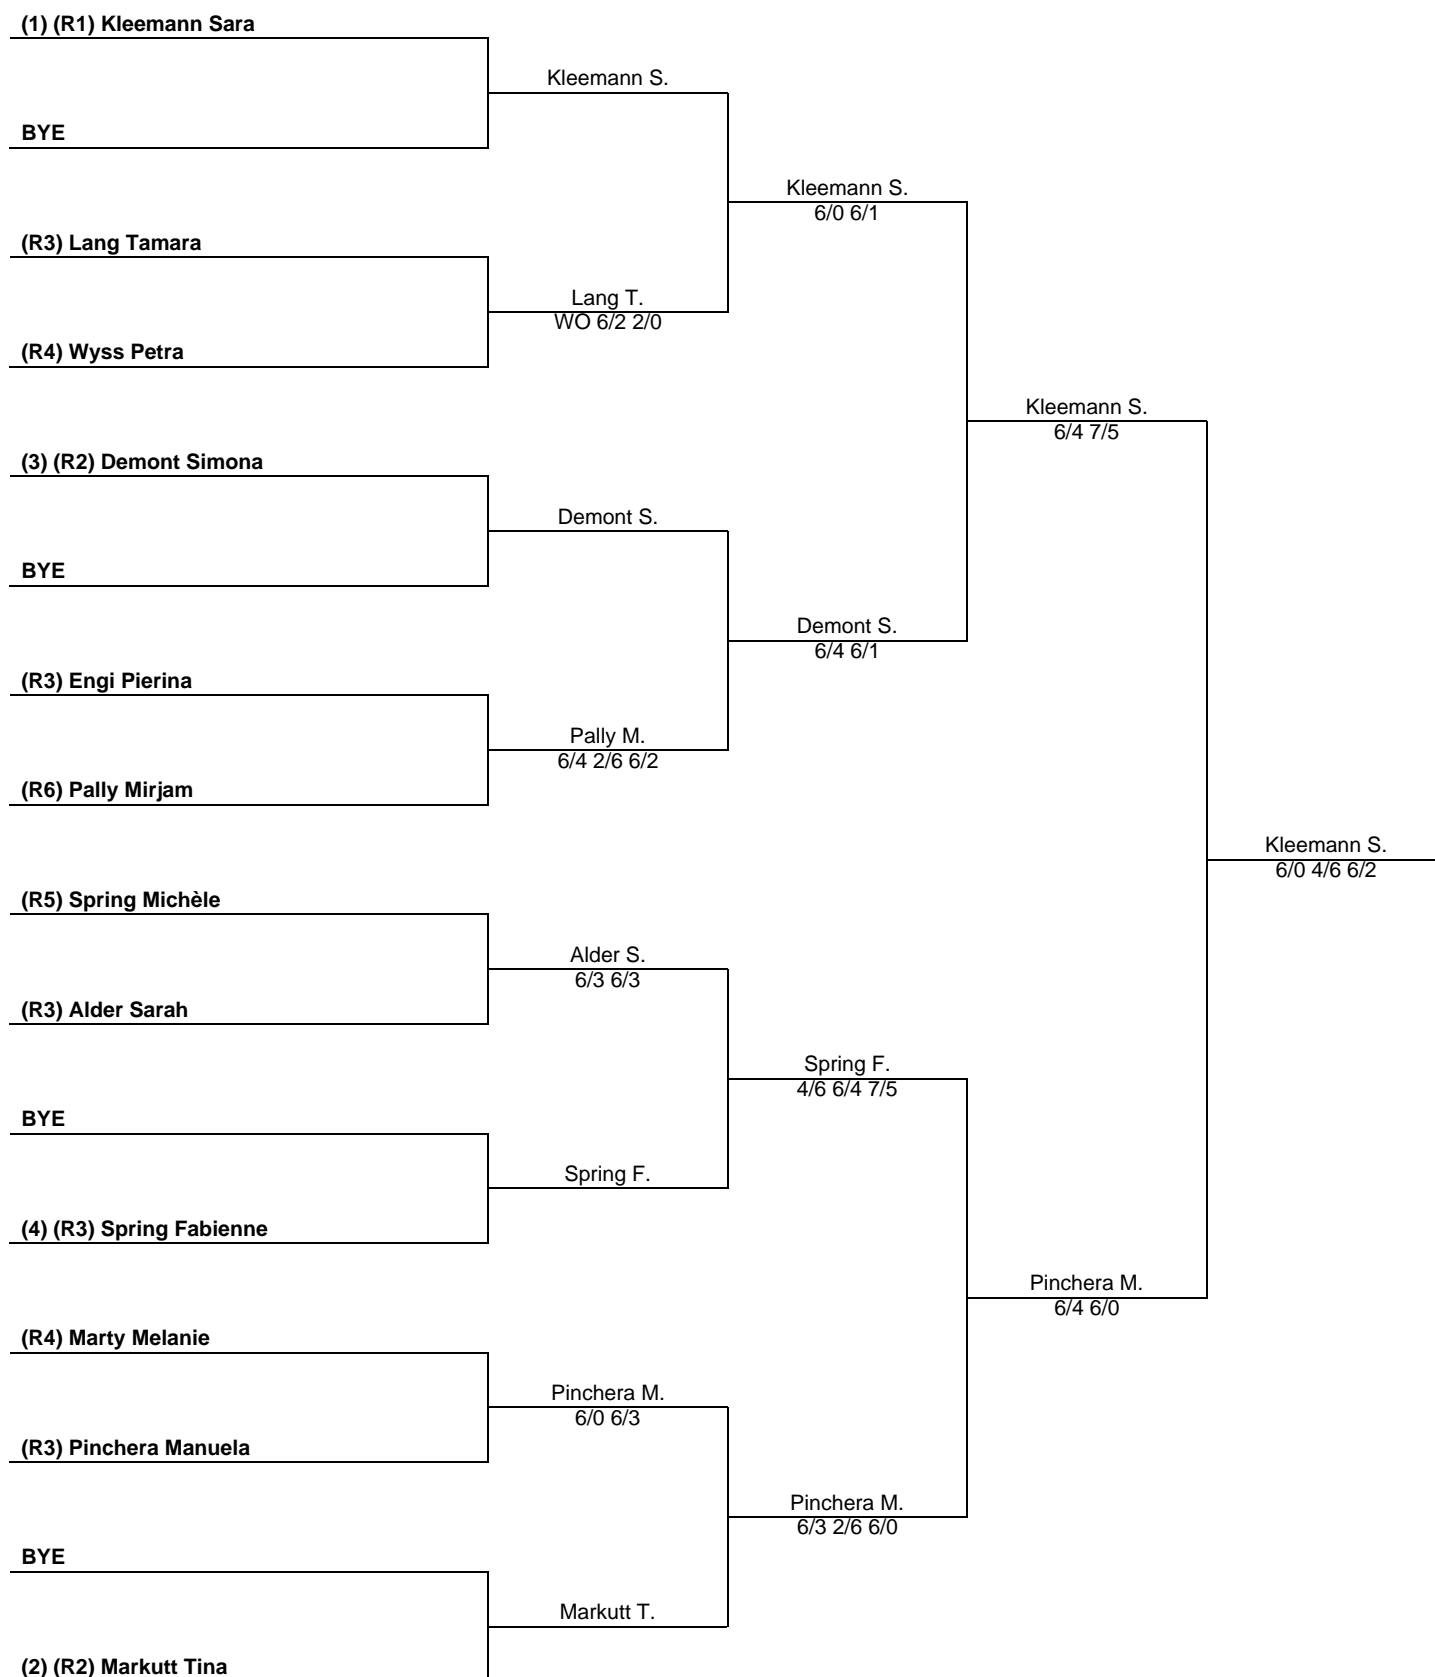 (1) (R1) Kleemann Sara
Kleemann S.
BYE
Kleemann S.
6/0 6/1
(R3) Lang Tamara
Lang T.
WO 6/2 2/0
(R4) Wyss Petra
Kleemann S.
6/4 7/5
(3) (R2) Demont Simona
Demont S.
BYE
Demont S.
6/4 6/1
(R3) Engi Pierina
Pally M.
6/4 2/6 6/2
(R6) Pally Mirjam
Kleemann S.
6/0 4/6 6/2
(R5) Spring Michèle
Alder S.
6/3 6/3
(R3) Alder Sarah
Spring F.
4/6 6/4 7/5
BYE
Spring F.
(4) (R3) Spring Fabienne
Pinchera M.
6/4 6/0
(R4) Marty Melanie
Pinchera M.
6/0 6/3
(R3) Pinchera Manuela
Pinchera M.
6/3 2/6 6/0
BYE
Markutt T.
(2) (R2) Markutt Tina